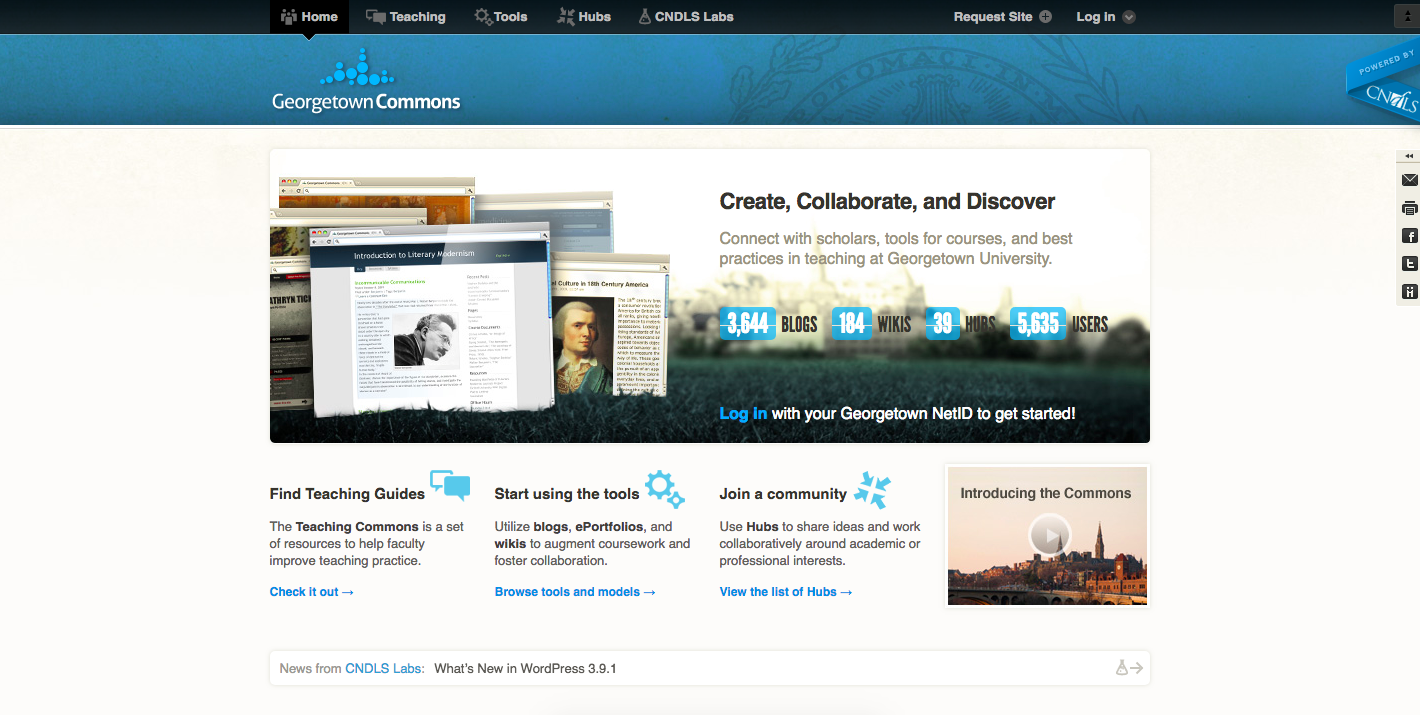 Home
Teaching
Tools
Hubs
CNDLS Labs
Request Site
Log In
POWERED BY
CNDLS
GeorgetownCommons
Create, Collaborate, and Discover
Connect with scholars, tools for courses, and best
practices in teaching at Georgetown University.
3,644 BLOGS 184 WIKIS 39 HUBS 5,635 USERS
Log in with your Georgetown NetID to get started!
Introduction to Literary Modernism
Incommunicable Communications
Culture in 18th Century America
Find Teaching Guides
The Teaching Commons is a set
of resources to help faculty
improve teaching practice.
Check it out →
Start using the tools
Utilize blogs, ePortfolios, and
wikis to augment coursework and
foster collaboration.
Browse tools and models →
Join a community
Use Hubs to share ideas and work
collaboratively around academic or
professional interests.
View the list of Hubs →
Introducing the Commons
News from CNDLS Labs: What's New in WordPress 3.9.1